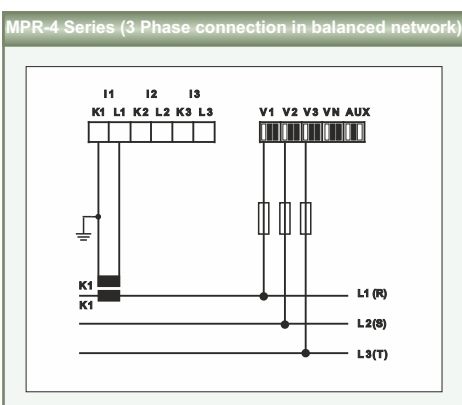 MPR-4 Series (3 Phase connection in balanced network)
I1 I2 I3
K1 L1 K2 L2 K3 L3 V1 V2 V3 VN AUX
K1
K1
L1 (R)
L2(S)
L3(T)